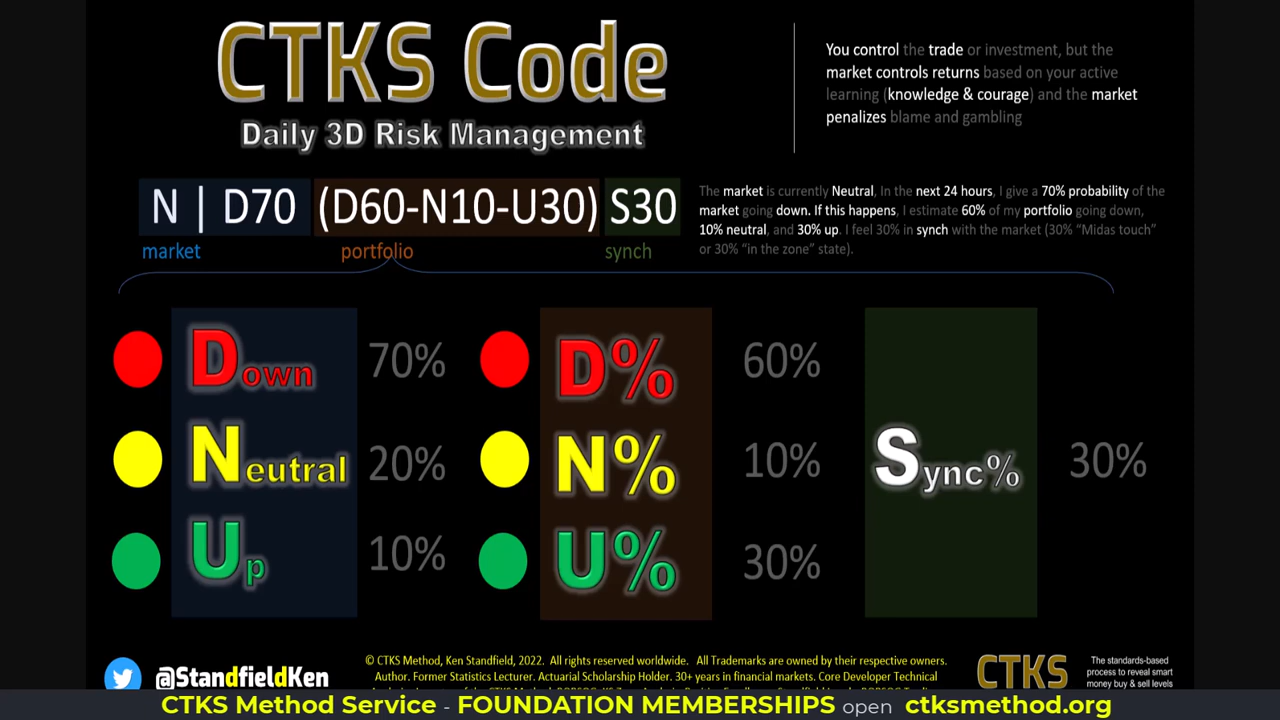 CTKS Code
Daily 3D Risk Management
You control the trade or investment, but the
market controls returns based on your active
learning (knowledge & courage) and the market
penalizes blame and gambling
N | D70 (D60-N10-U30) S30
market portfolio synch
The market is currently Neutral, In the next 24 hours, I give a 70% probability of the
market going down. If this happens, I estimate 60% of my portfolio going down,
10% neutral, and 30% up. I feel 30% in synch with the market (30% “Midas touch”
or 30% “in the zone” state).
Down 70% D% 60%
Neutral 20% N% 10% Sync% 30%
Up 10% U% 30%
@StandfieldKen
© CTKS Method, Ken Standfield, 2022. All rights reserved worldwide. All Trademarks are owned by their respective owners.
Author. Former Statistics Lecturer. Actuarial Scholarship Holder. 30+ years in financial markets. Core Developer Technical
CTKS
The standards-based
process to reveal smart
money buy & sell levels
CTKS Method Service - FOUNDATION MEMBERSHIPS open ctksmethod.org